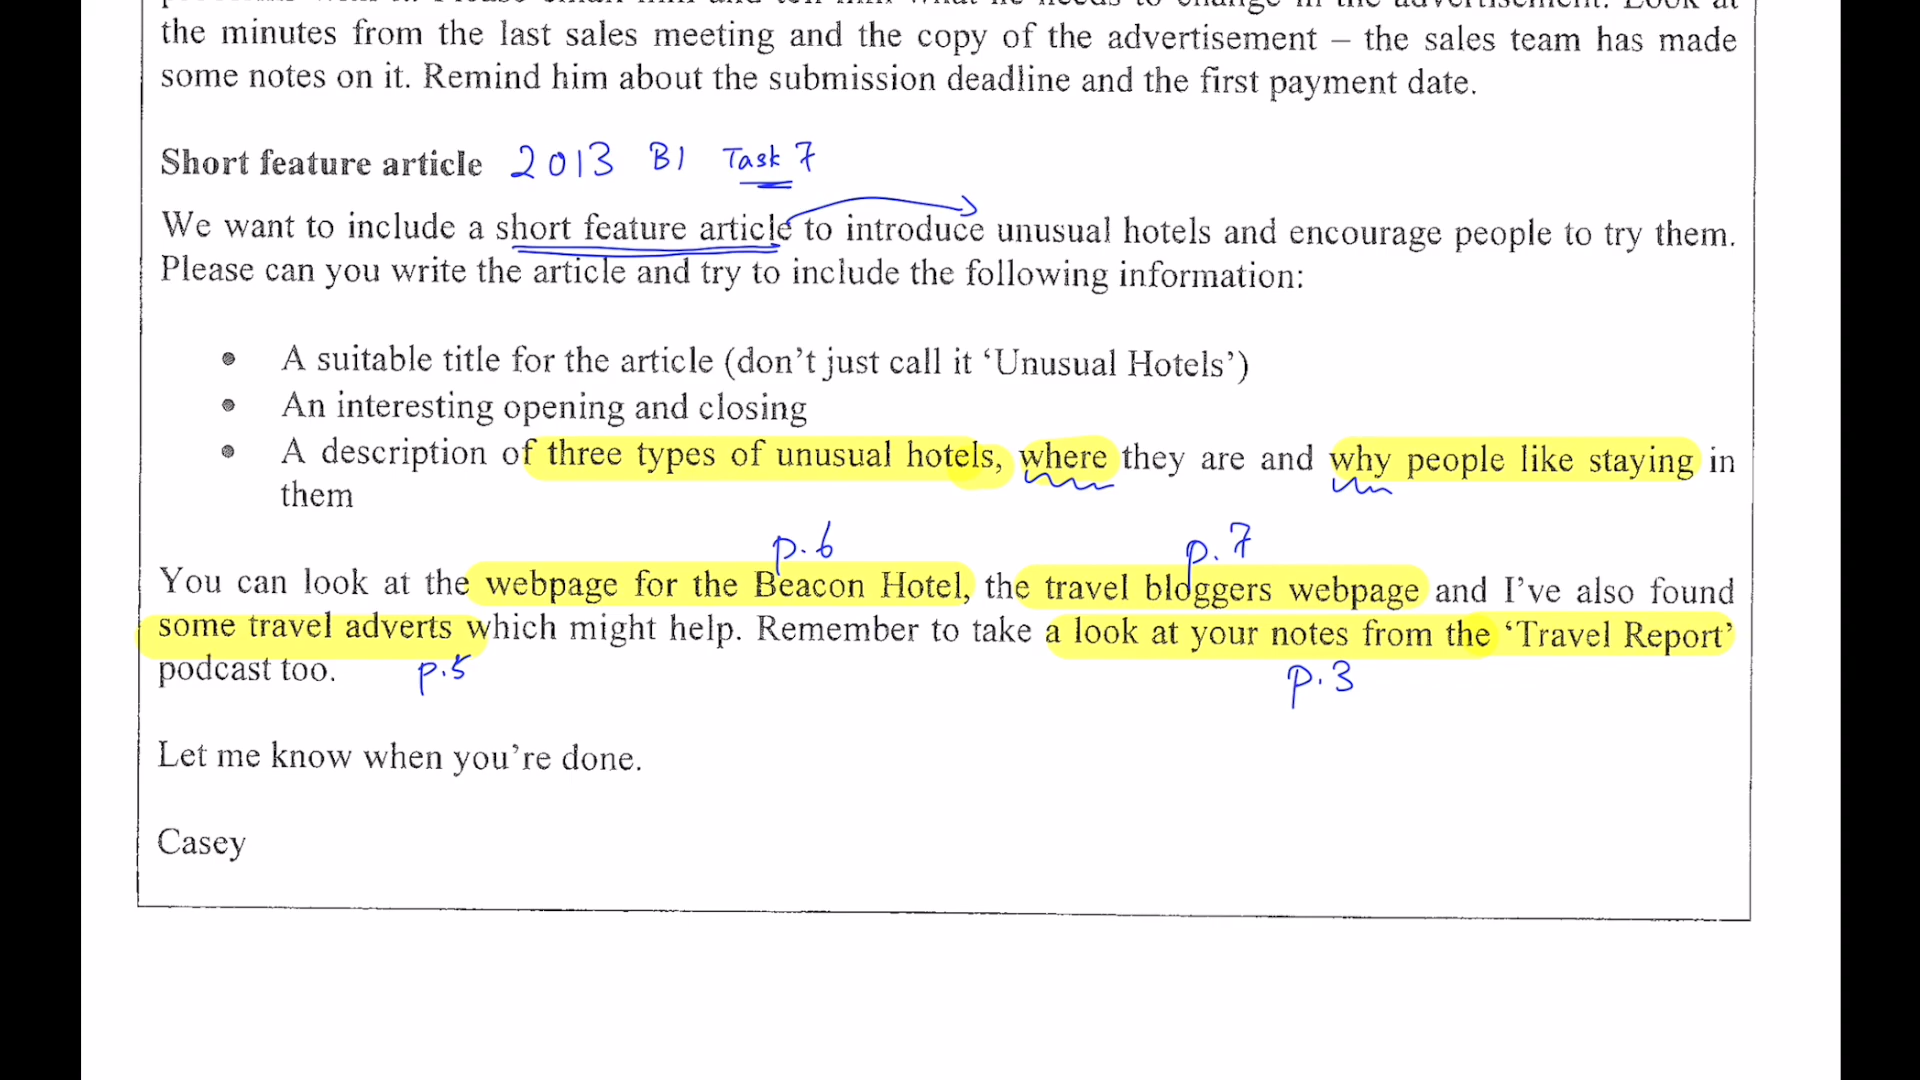 the minutes from the last sales meeting and the copy of the advertisement – the sales team has made
some notes on it. Remind him about the submission deadline and the first payment date.
Short feature article 2013 B1 Task 7
We want to include a short feature article to introduce unusual hotels and encourage people to try them.
Please can you write the article and try to include the following information:
• A suitable title for the article (don't just call it 'Unusual Hotels')
• An interesting opening and closing
• A description of three types of unusual hotels, where they are and why people like staying in
them
p.6 p.7
You can look at the webpage for the Beacon Hotel, the travel bloggers webpage and I've also found
some travel adverts which might help. Remember to take a look at your notes from the 'Travel Report'
podcast too. p.5 p.3
Let me know when you're done.
Casey